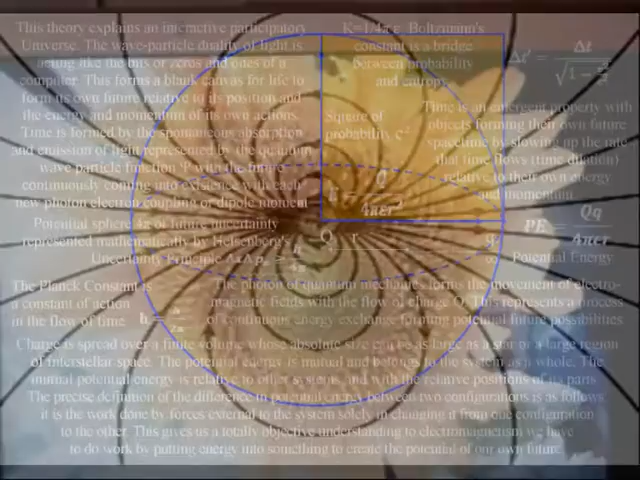 This theory explains an interactive participatory
Universe. The wave-particle duality of light is
acting like the bits or zeros and ones of a
computer. This forms a blank canvas for life to
form its own future relative to its position and
the energy and momentum of its own actions.
Time is formed by the spontaneous absorption
and emission of light represented by the quantum
wave particle function Ψ with the future
continuously coming into existence with each
new photon electron coupling or dipole moment
K=1/4πε Boltzmann's
constant is a bridge
between probability
and entropy
Δt' = Δt
Square of
probability C²
Time is an emergent property with
objects forming their own future
spacetime by slowing up the rate
that time flows (time dilation)
relative to their own energy
and momentum
Q
4πεr²
Potential sphere 4π of future uncertainty
represented mathematically by Heisenberg's
Uncertainty Principle ΔxΔp
Q r q
PE = Qq
4πεr
Potential Energy
The Planck Constant is
a constant of action
in the flow of time
The photon of quantum mechanics forms the movement of electro-
magnetic fields with the flow of charge Q. This represents a process
of continuous energy exchange forming potential future possibilities
Charge is spread over a finite volume whose absolute size can be as large as a star or a large region
of interstellar space. The potential energy is mutual and belongs to the system as a whole. The
mutual potential energy is relative to other systems and with the relative positions of its parts
The precise definition of the difference in potential energy between two configurations is as follows
it is the work done by forces external to the system solely in changing it from one configuration
to the other. This gives us a totally objective understanding to electromagnetism we have
to do work by putting energy into something to create the potential of our own future